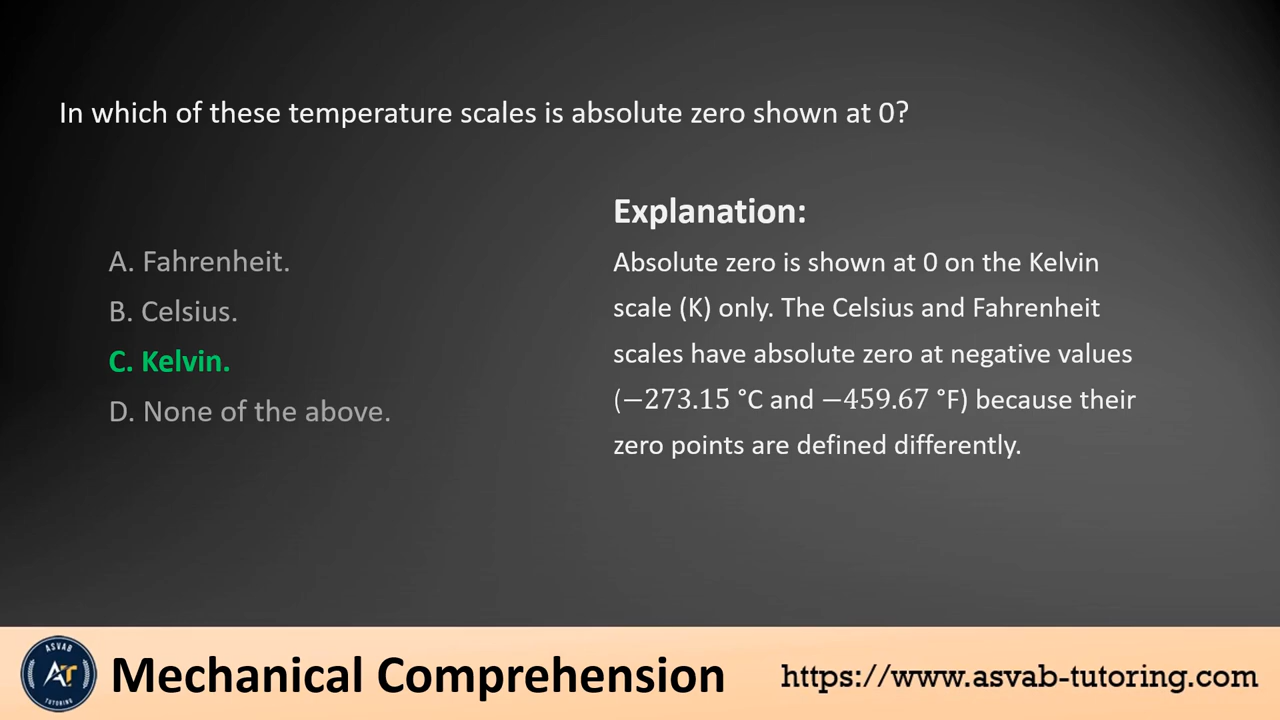 In which of these temperature scales is absolute zero shown at 0?
A. Fahrenheit.
B. Celsius.
C. Kelvin.
D. None of the above.
Explanation:
Absolute zero is shown at 0 on the Kelvin
scale (K) only. The Celsius and Fahrenheit
scales have absolute zero at negative values
(−273.15 °C and −459.67 °F) because their
zero points are defined differently.
ASVAB
AT
TUTORING
Mechanical Comprehension
https://www.asvab-tutoring.com